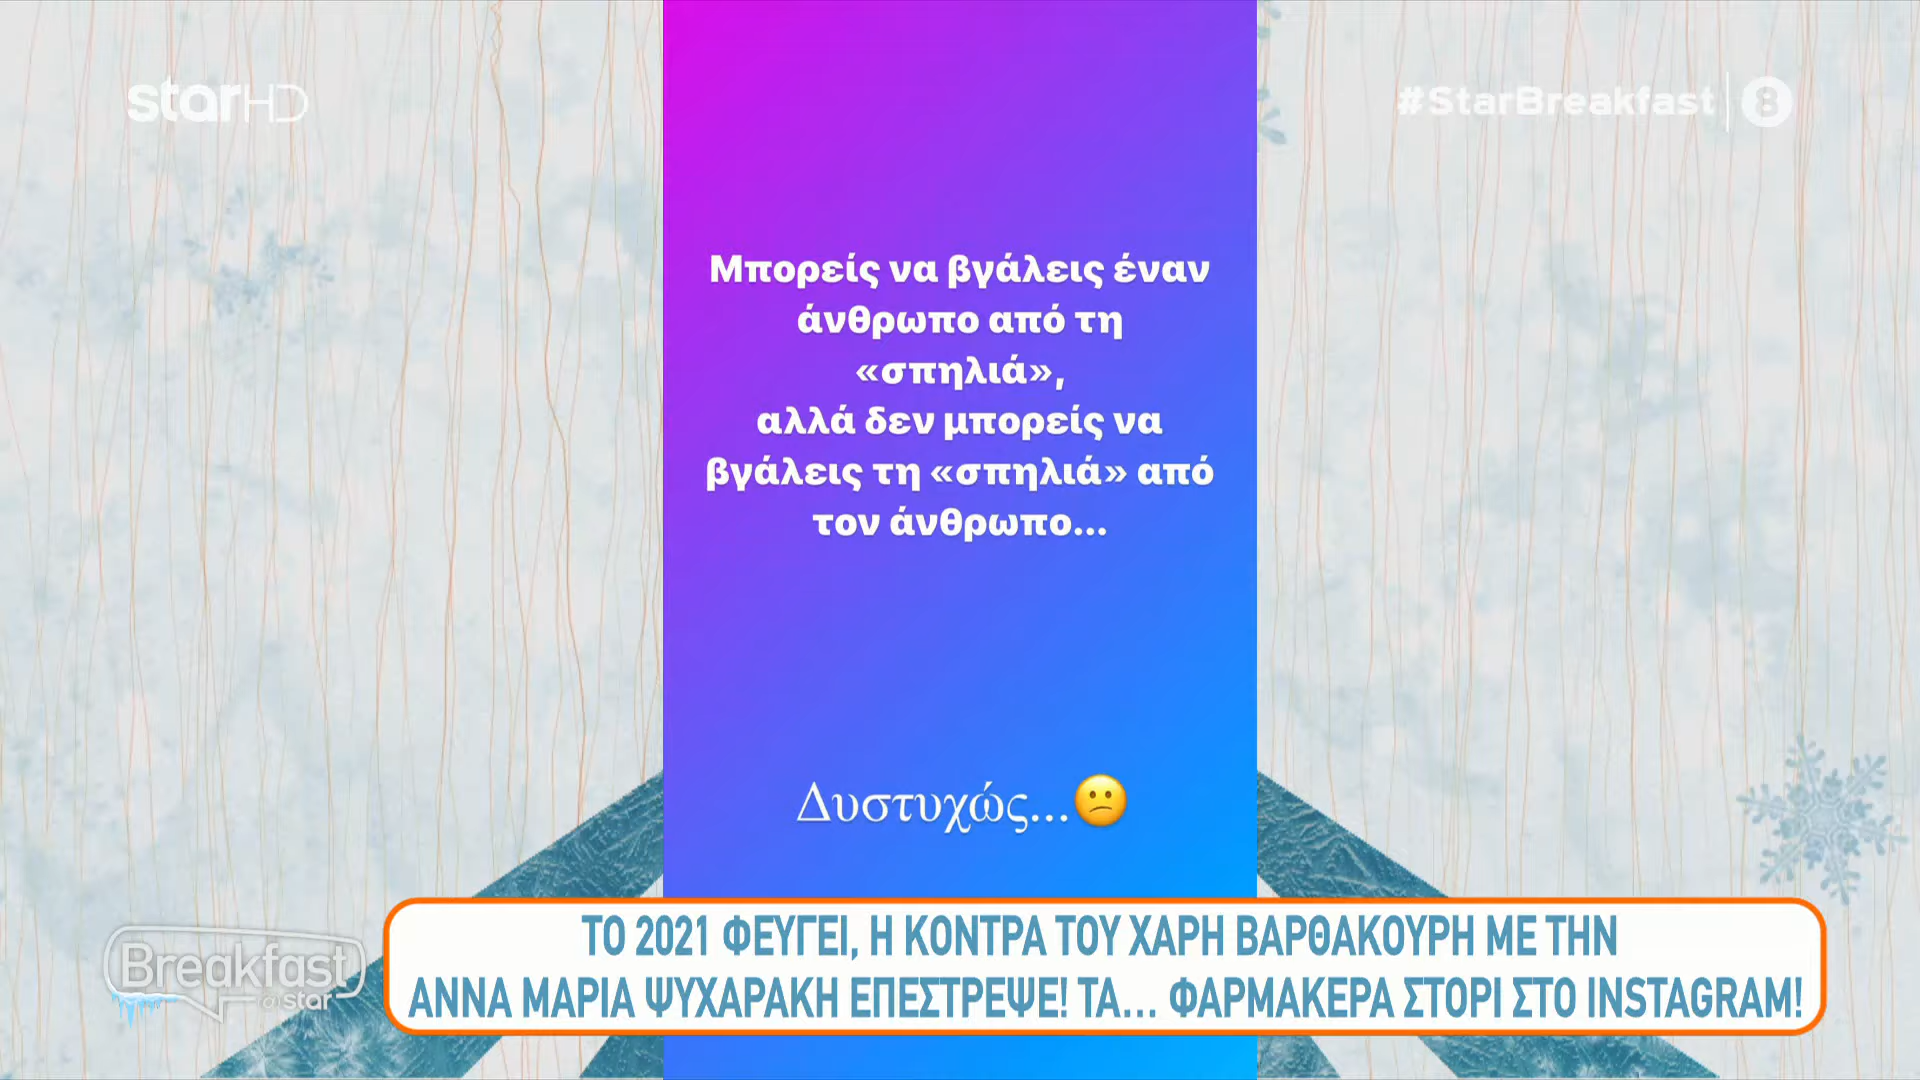 starHD
#StarBreakfast 8
Μπορείς να βγάλεις έναν
άνθρωπο από τη
«σπηλιά»,
αλλά δεν μπορείς να
βγάλεις τη «σπηλιά» από
τον άνθρωπο...
Δυστυχώς...😕
ΤΟ 2021 ΦΕΥΓΕΙ, Η ΚΟΝΤΡΑ ΤΟΥ ΧΑΡΗ ΒΑΡΘΑΚΟΥΡΗ ΜΕ ΤΗΝ
ΑΝΝΑ ΜΑΡΙΑ ΨΥΧΑΡΑΚΗ ΕΠΕΣΤΡΕΨΕ! ΤΑ... ΦΑΡΜΑΚΕΡΑ ΣΤΟΡΙ ΣΤΟ INSTAGRAM!
Breakfast
@star